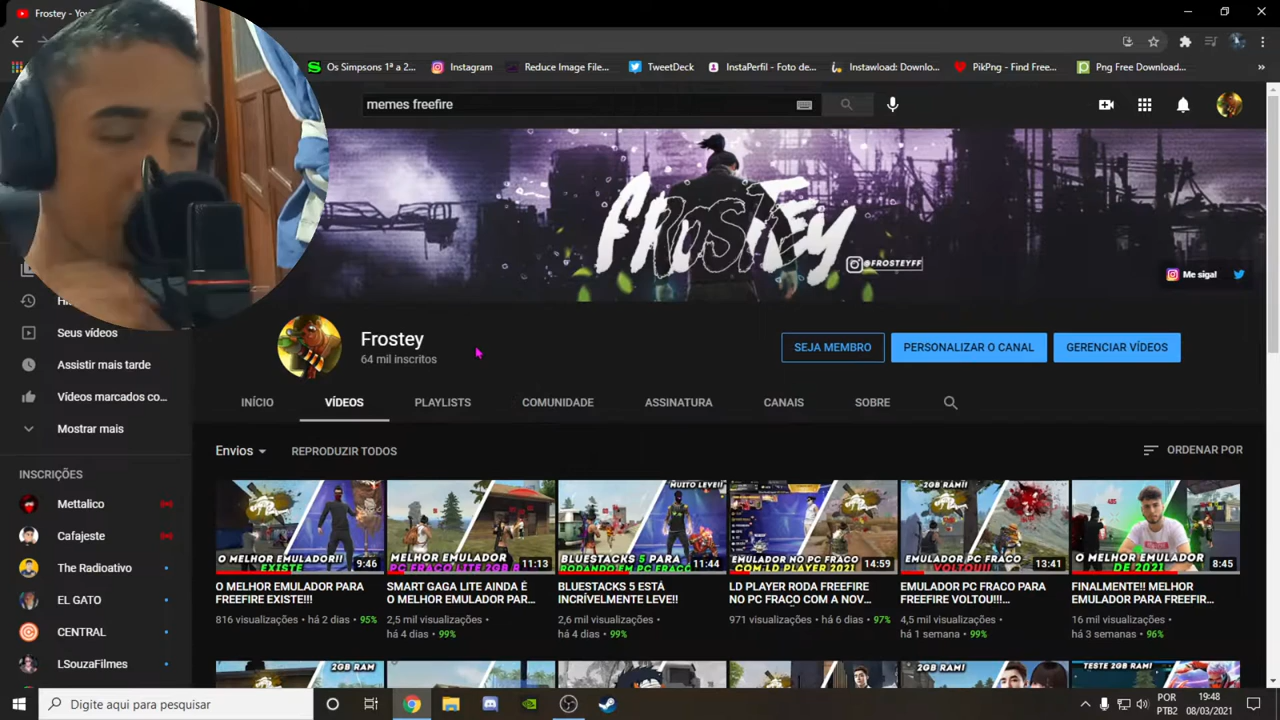 Frostey - You
Os Simpsons 1ª a 2...
Instagram
Reduce Image File...
TweetDeck
InstaPerfil - Foto de...
Instawload: Downlo...
PikPng - Find Free...
Png Free Download...
»
memes freefire
FROSTEY
@FROSTEYFF
Me siga!
Seus vídeos
Assistir mais tarde
Vídeos marcados co...
Mostrar mais
INSCRIÇÕES
Mettalico
Cafajeste
The Radioativo
EL GATO
CENTRAL
LSouzaFilmes
Frostey
64 mil inscritos
SEJA MEMBRO
PERSONALIZAR O CANAL
GERENCIAR VÍDEOS
INÍCIO
VÍDEOS
PLAYLISTS
COMUNIDADE
ASSINATURA
CANAIS
SOBRE
Envios
REPRODUZIR TODOS
ORDENAR POR
O MELHOR EMULADOR!!
EXISTE
9:46
O MELHOR EMULADOR PARA
FREEFIRE EXISTE!!!
816 visualizações •
há 2 dias • 95%
MELHOR EMULADOR
PC FRACO LITE 2GB R
11:13
SMART GAGA LITE AINDA É
O MELHOR EMULADOR PAR...
2,5 mil visualizações •
há 4 dias • 99%
MUITO LEVE!!
BLUESTACKS 5 PARA
RODANDO EM PC FRACO
11:44
BLUESTACKS 5 ESTÁ
INCRÍVELMENTE LEVE!!
2,6 mil visualizações •
há 4 dias • 99%
EMULADOR NO PC FRACO
COM LD PLAYER 2021
14:59
LD PLAYER RODA FREEFIRE
NO PC FRACO COM A NOV...
971 visualizações • há 6 dias • 97%
2GB RAM!!
EMULADOR PC FRACO
VOLTOU!!
13:41
EMULADOR PC FRACO PARA
FREEFIRE VOLTOU!!!...
4,5 mil visualizações •
há 1 semana • 99%
MELHOR EMULADOR
DE 2021
8:45
FINALMENTE!! MELHOR
EMULADOR PARA FREEFIR...
16 mil visualizações •
há 3 semanas • 96%
2GB RAM
2GB RAM
2GB RAM!
TESTE 2GB RAM!
Digite aqui para pesquisar
POR
PTB2
19:48
08/03/2021